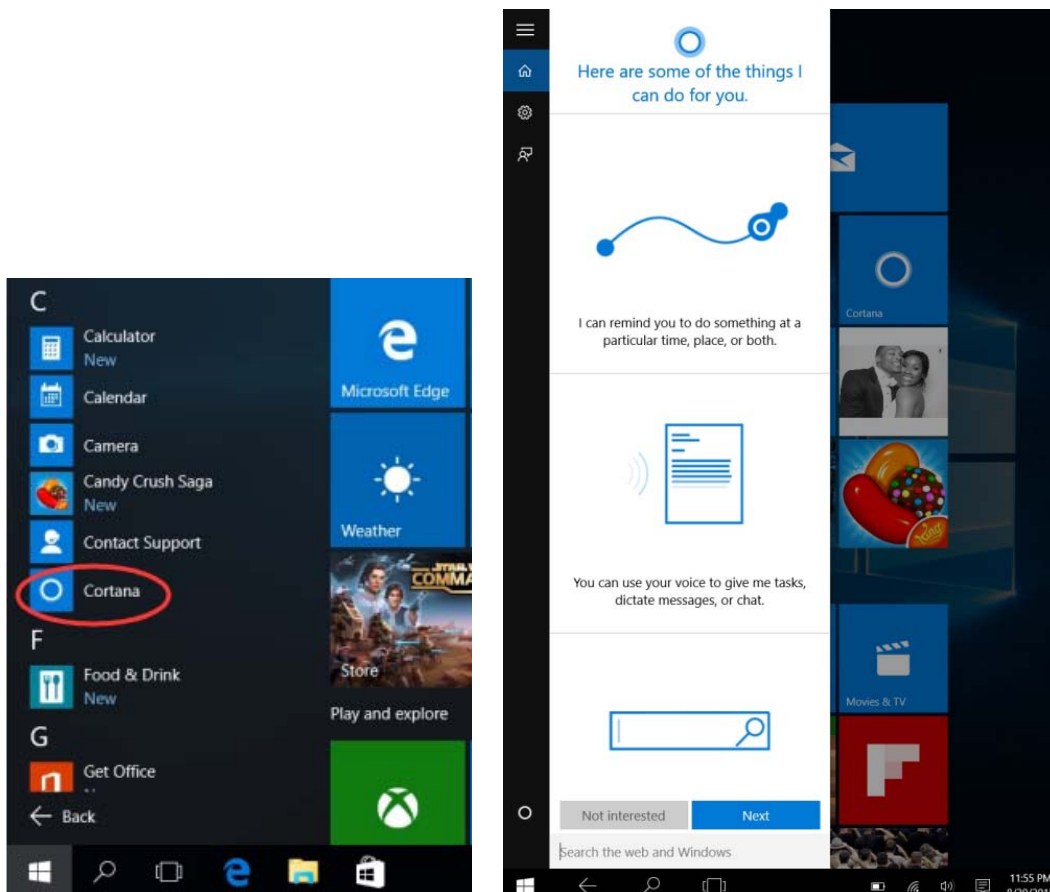 C
Calculator
New
Calendar
Camera
Candy Crush Saga
New
Contact Support
Cortana
F
Food & Drink
New
G
Get Office
Back
Microsoft Edge
Weather
STAR
COMMA
Store
Play and explore
Here are some of the things I
can do for you.
I can remind you to do something at a
particular time, place, or both.
You can use your voice to give me tasks,
dictate messages, or chat.
Not interested
Next
Search the web and Windows
Cortana
King
Movies & TV
11:55 PM